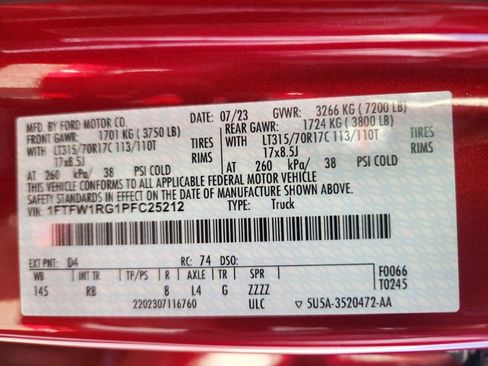 MFD. BY FORD MOTOR CO. DATE: 07/23 GVWR: 3266 KG ( 7200 LB)
FRONT GAWR: 1701 KG ( 3750 LB) REAR GAWR: 1724 KG ( 3800 LB)
WITH LT315/70R17C 113/110T TIRES WITH LT315/70R17C 113/110T TIRES
17x8.5J RIMS 17x8.5J RIMS
AT 260 kPa/ 38 PSI COLD AT 260 kPa/ 38 PSI COLD
THIS VEHICLE CONFORMS TO ALL APPLICABLE FEDERAL MOTOR VEHICLE
SAFETY STANDARDS IN EFFECT ON THE DATE OF MANUFACTURE SHOWN ABOVE.
VIN: 1FTFW1RG1PFC25212 TYPE: Truck
EXT PNT: D4 RC: 74 DSO:
WB INT TR TP/PS R AXLE TR SPR F0066
145 RB 8 L4 G ZZZZ T0245
2202307116760 ULC ▽ 5U5A-3520472-AA